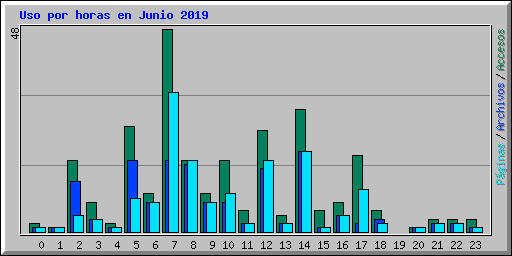 Uso por horas en Junio 2019
48
Páginas / Archivos / Accesos
0 1 2 3 4 5 6 7 8 9 10 11 12 13 14 15 16 17 18 19 20 21 22 23